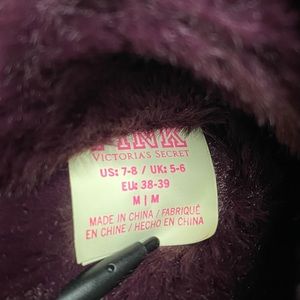 PINK
VICTORIA'S SECRET
US: 7-8 / UK: 5-6
EU: 38-39
M | M
MADE IN CHINA / FABRIQUÉ
EN CHINE / HECHO EN CHINA